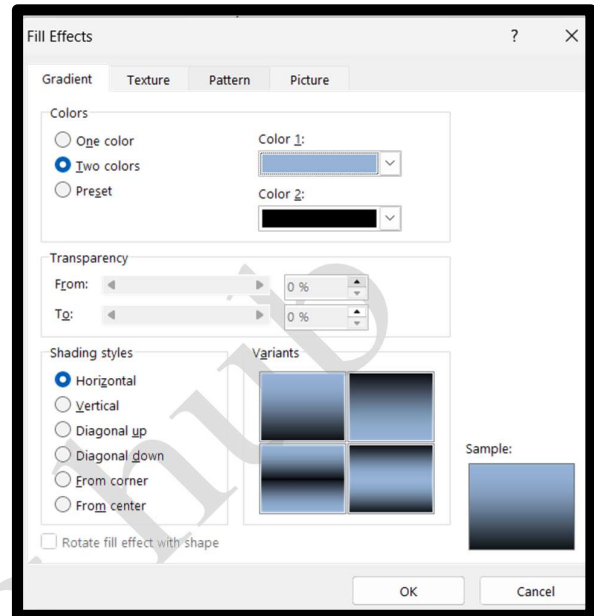 Fill Effects ? ×
Gradient Texture Pattern Picture
Colors
One color
Two colors
Preset
Color 1:
Color 2:
Transparency
From: 0 %
To: 0 %
Shading styles
Horizontal
Vertical
Diagonal up
Diagonal down
From corner
From center
Variants
Sample:
Rotate fill effect with shape
OK Cancel
hub